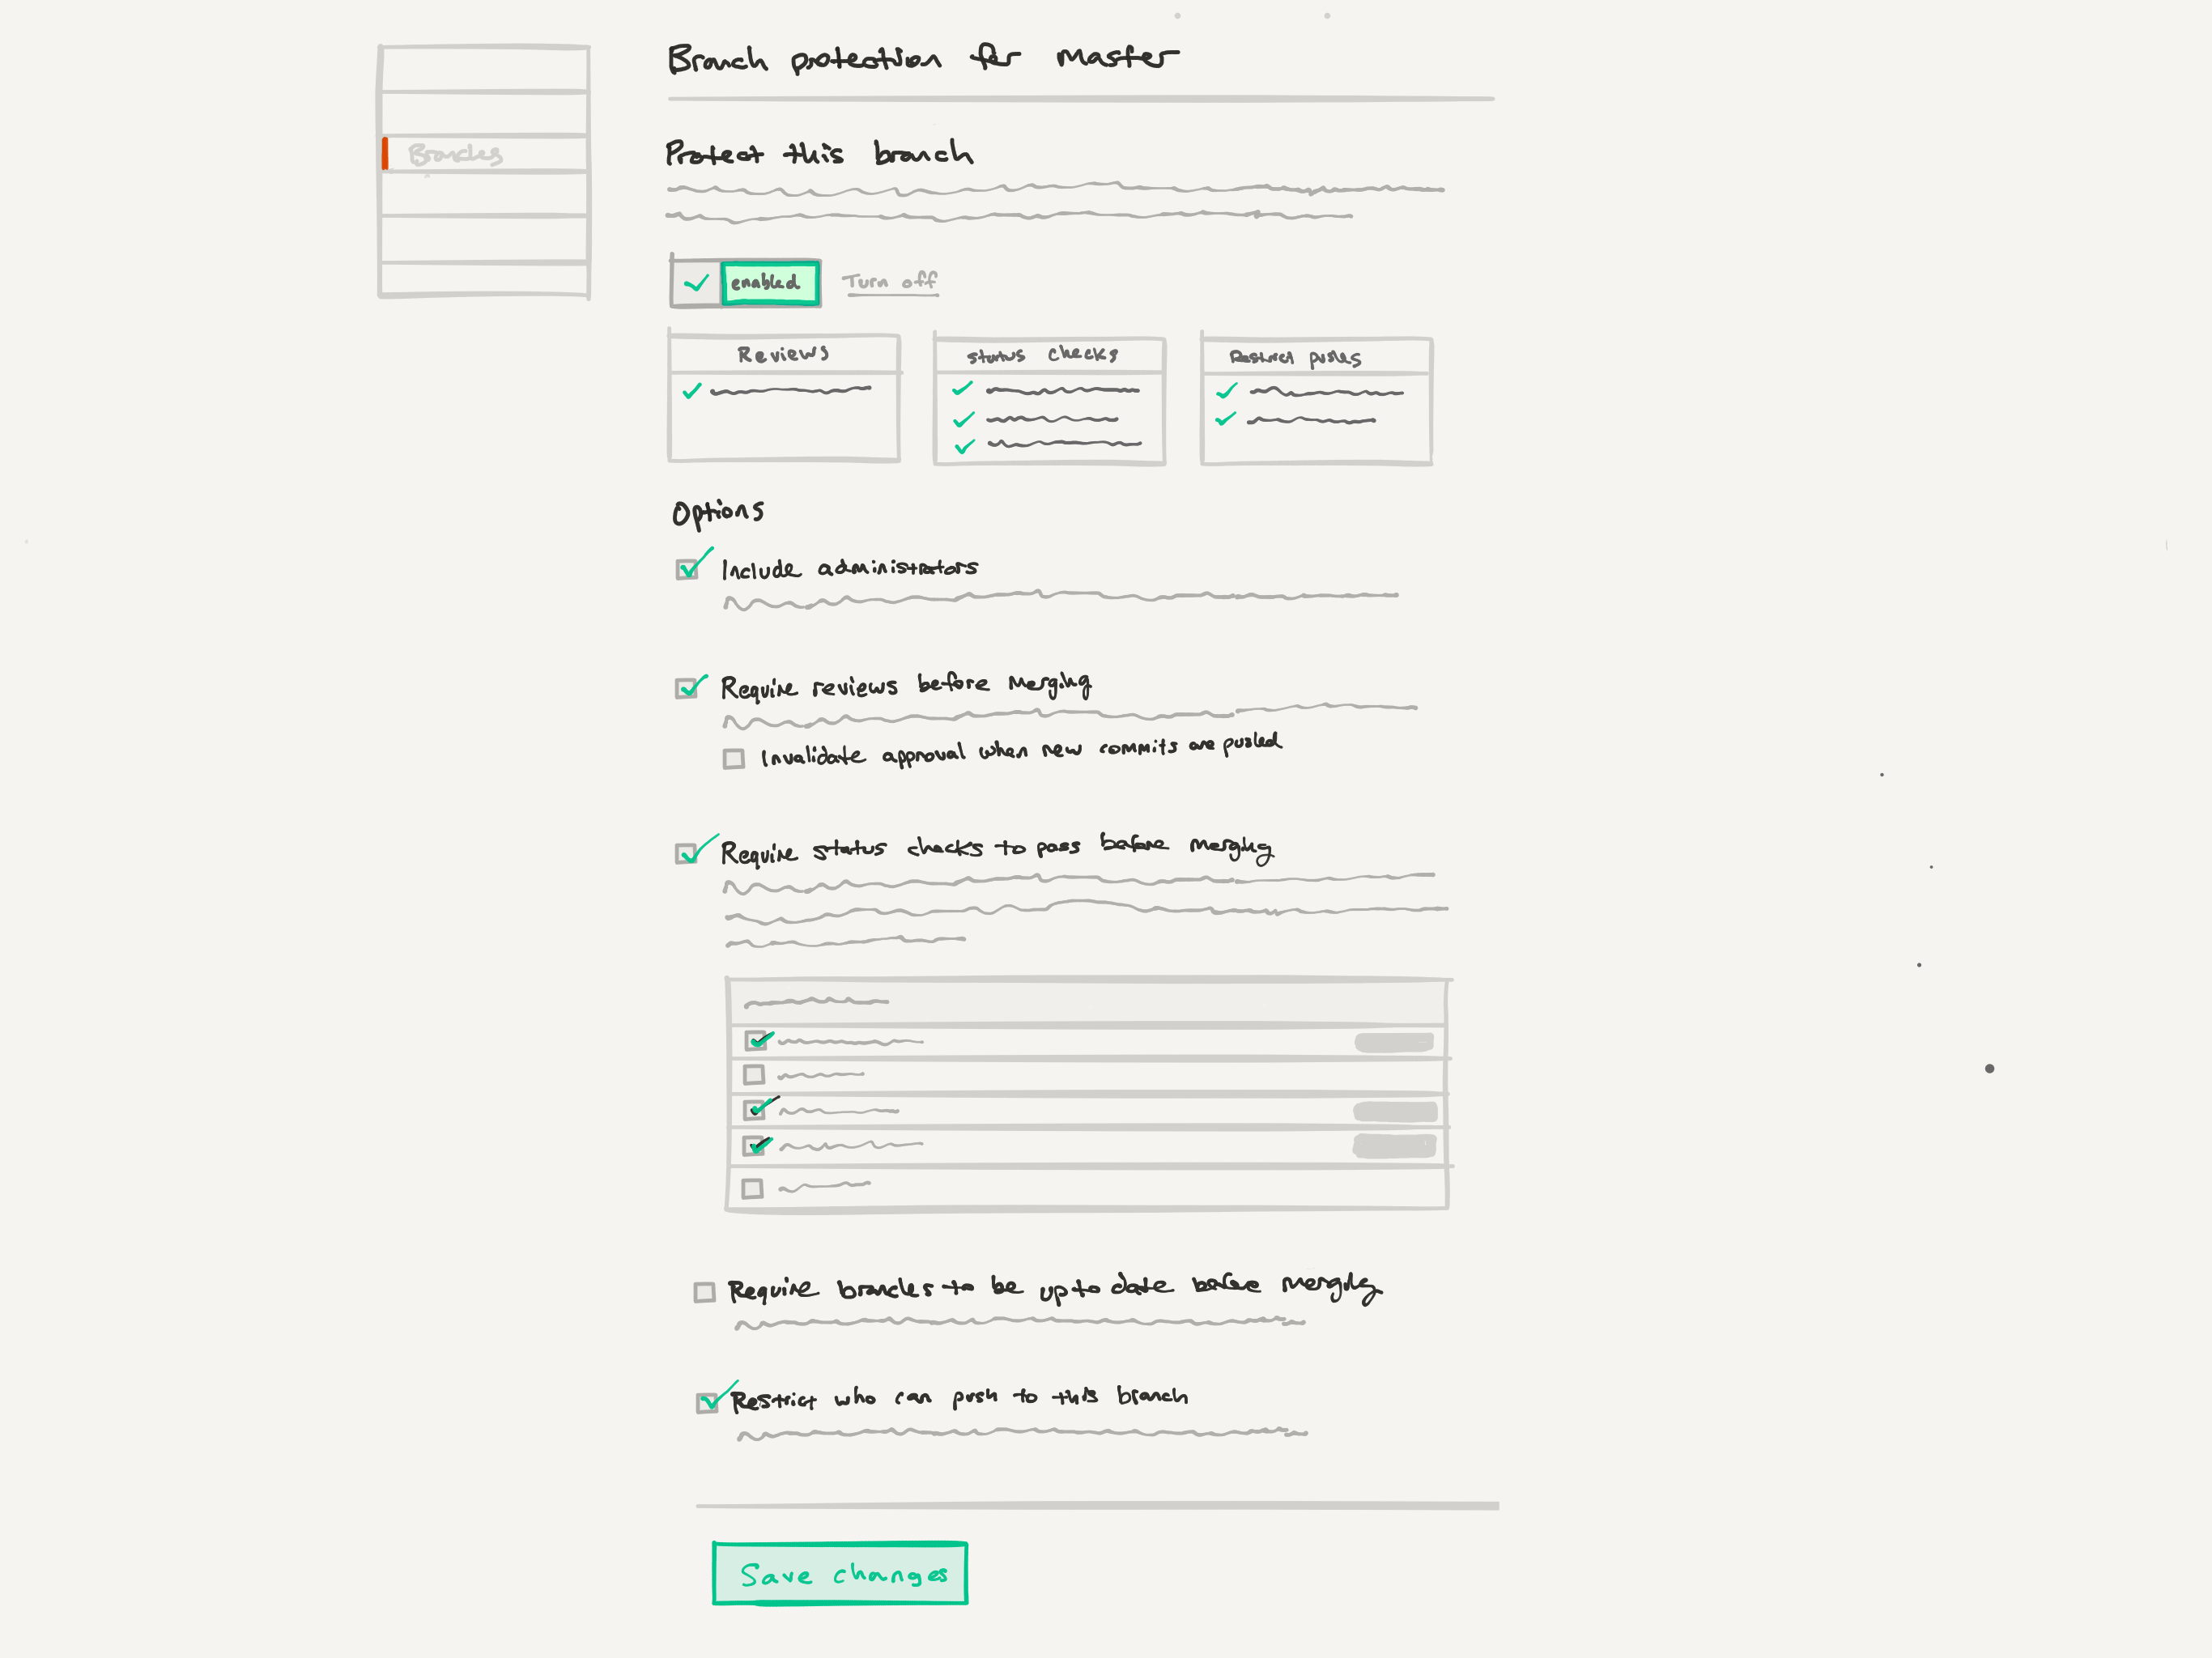 Branch protection for master
Branches
Protect this branch
enabled Turn off
Reviews
status checks
Restrict pushes
Options
Include administrators
Require reviews before merging
Invalidate approval when new commits are pushed
Require status checks to pass before merging
Require branches to be up to date before merging
Restrict who can push to this branch
Save changes